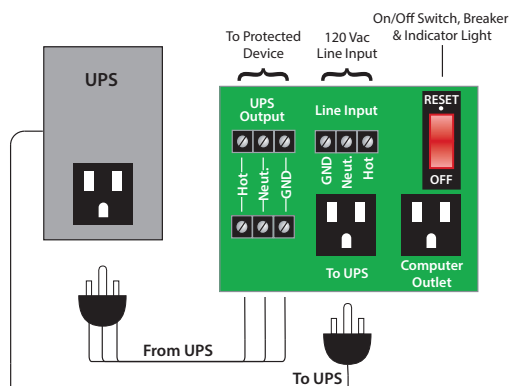 On/Off Switch, Breaker
& Indicator Light
To Protected
Device
120 Vac
Line Input
UPS
UPS
Output
Line Input
RESET
OFF
Hot
Neut.
GND
GND
Neut.
Hot
To UPS
Computer
Outlet
From UPS
To UPS